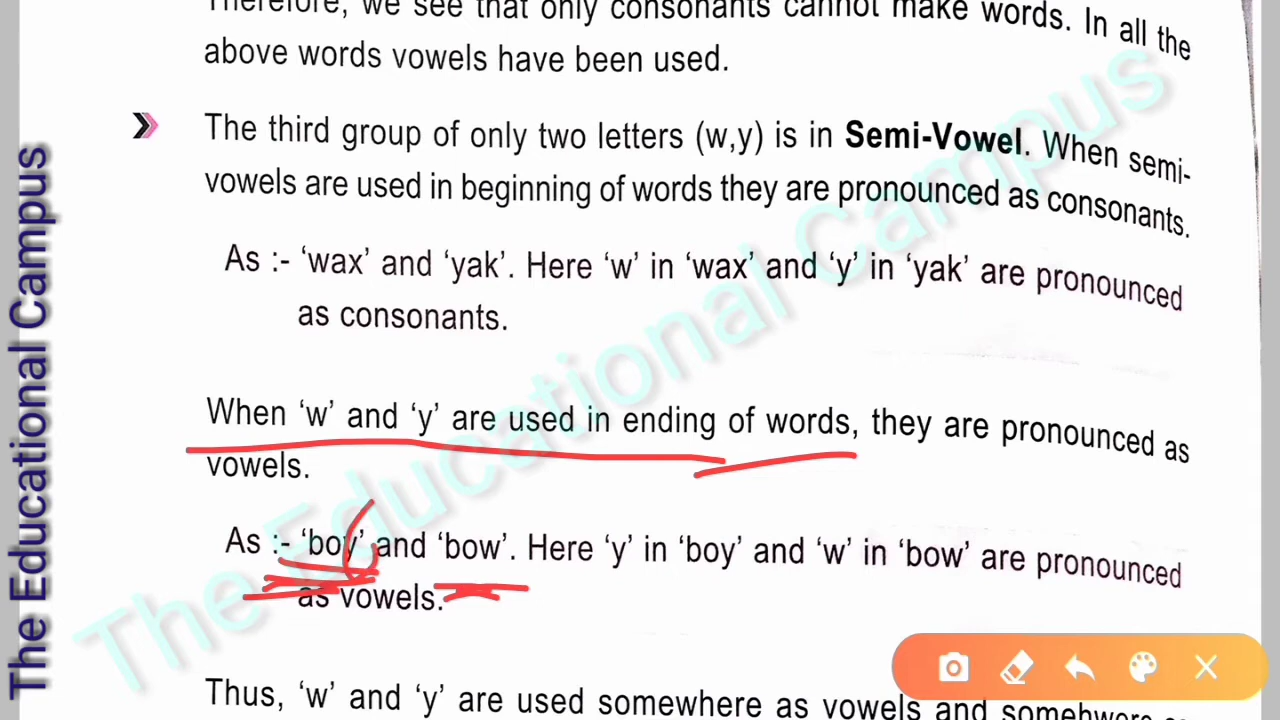 Therefore, we see that only consonants cannot make words. In all the
above words vowels have been used.
The third group of only two letters (w,y) is in Semi-Vowel. When semi-
vowels are used in beginning of words they are pronounced as consonants.
As :- ‘wax’ and ‘yak’. Here ‘w’ in ‘wax’ and ‘y’ in ‘yak’ are pronounced
as consonants.
When ‘w’ and ‘y’ are used in ending of words, they are pronounced as
vowels.
As :- ‘boy’ and ‘bow’. Here ‘y’ in ‘boy’ and ‘w’ in ‘bow’ are pronounced
as vowels.
Thus, ‘w’ and ‘y’ are used somewhere as vowels and somehwere
The Educational Campus
The Educational Campus